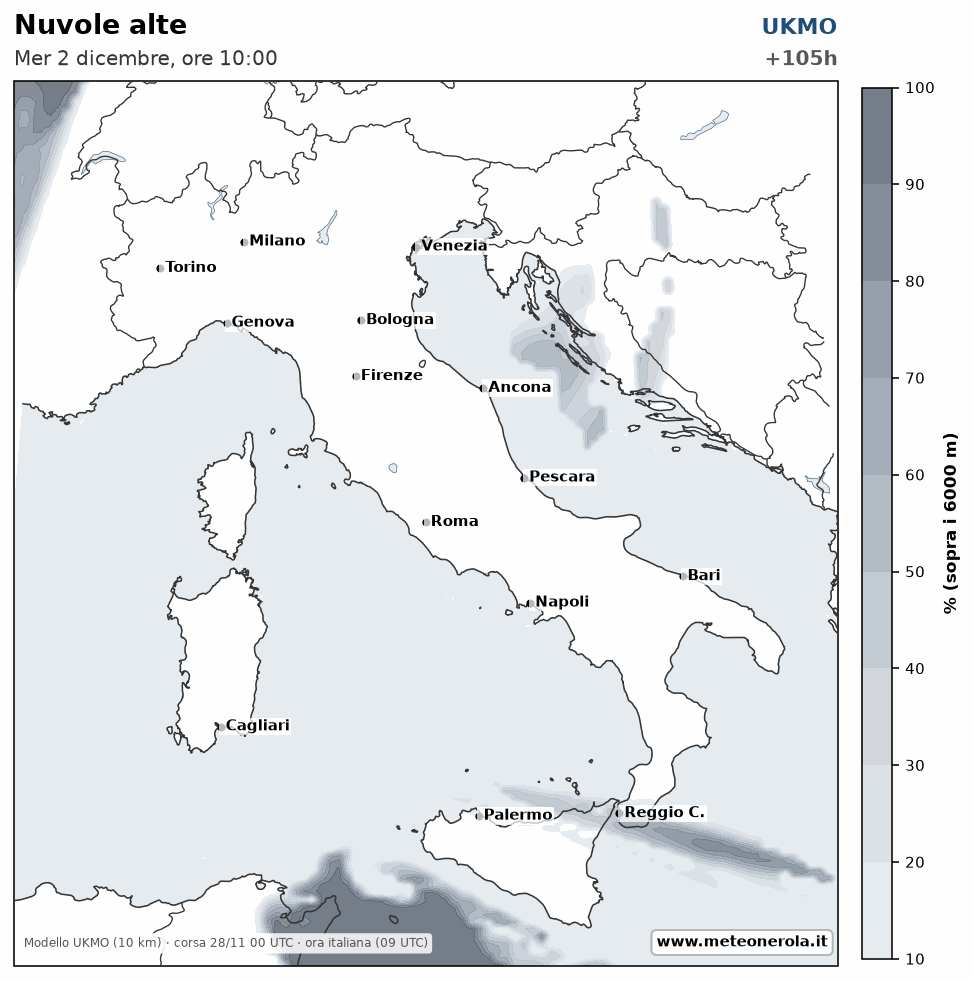 Nuvole alte
UKMO
Mer 2 dicembre, ore 10:00
+105h
Milano
Venezia
Torino
Genova
Bologna
Firenze
Ancona
Pescara
Roma
Bari
Napoli
Cagliari
Palermo
Reggio C.
Modello UKMO (10 km) · corsa 28/11 00 UTC · ora italiana (09 UTC)
www.meteonerola.it
100
90
80
70
60
50
40
30
20
10
% (sopra i 6000 m)